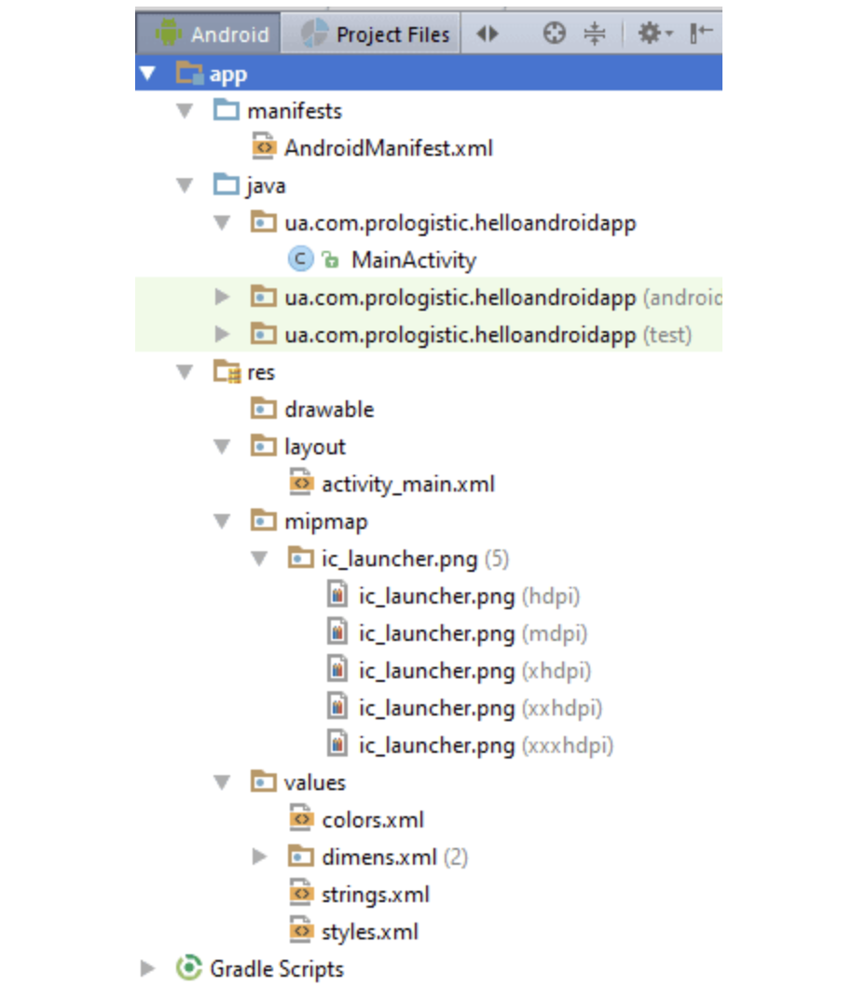 Android Project Files
app
manifests
AndroidManifest.xml
java
ua.com.prologistic.helloandroidapp
MainActivity
ua.com.prologistic.helloandroidapp (android
ua.com.prologistic.helloandroidapp (test)
res
drawable
layout
activity_main.xml
mipmap
ic_launcher.png (5)
ic_launcher.png (hdpi)
ic_launcher.png (mdpi)
ic_launcher.png (xhdpi)
ic_launcher.png (xxhdpi)
ic_launcher.png (xxxhdpi)
values
colors.xml
dimens.xml (2)
strings.xml
styles.xml
Gradle Scripts